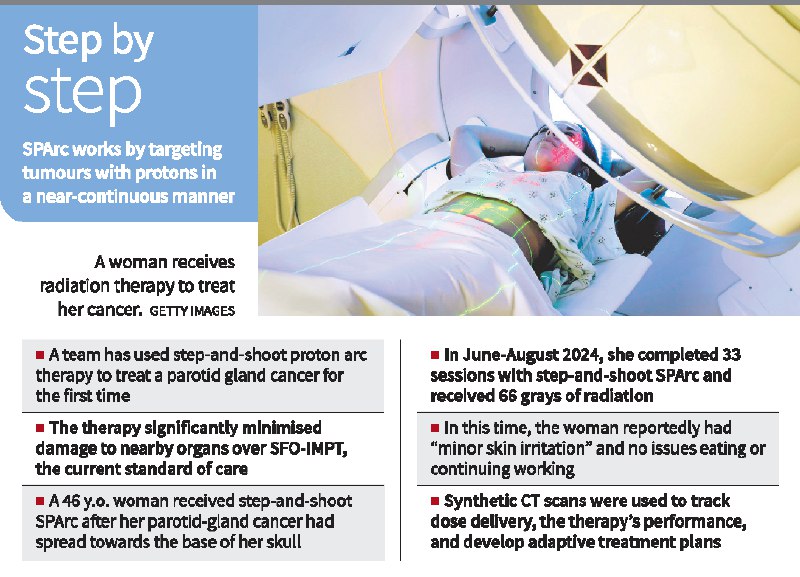 Step by
step
SPArc works by targeting
tumours with protons in
a near-continuous manner
A woman receives
radiation therapy to treat
her cancer. GETTY IMAGES
■ A team has used step-and-shoot proton arc
therapy to treat a parotid gland cancer for
the first time
■ The therapy significantly minimised
damage to nearby organs over SFO-IMPT,
the current standard of care
■ A 46 y.o. woman received step-and-shoot
SPArc after her parotid-gland cancer had
spread towards the base of her skull
■ In June-August 2024, she completed 33
sessions with step-and-shoot SPArc and
received 66 grays of radiation
■ In this time, the woman reportedly had
“minor skin irritation” and no issues eating or
continuing working
■ Synthetic CT scans were used to track
dose delivery, the therapy’s performance,
and develop adaptive treatment plans